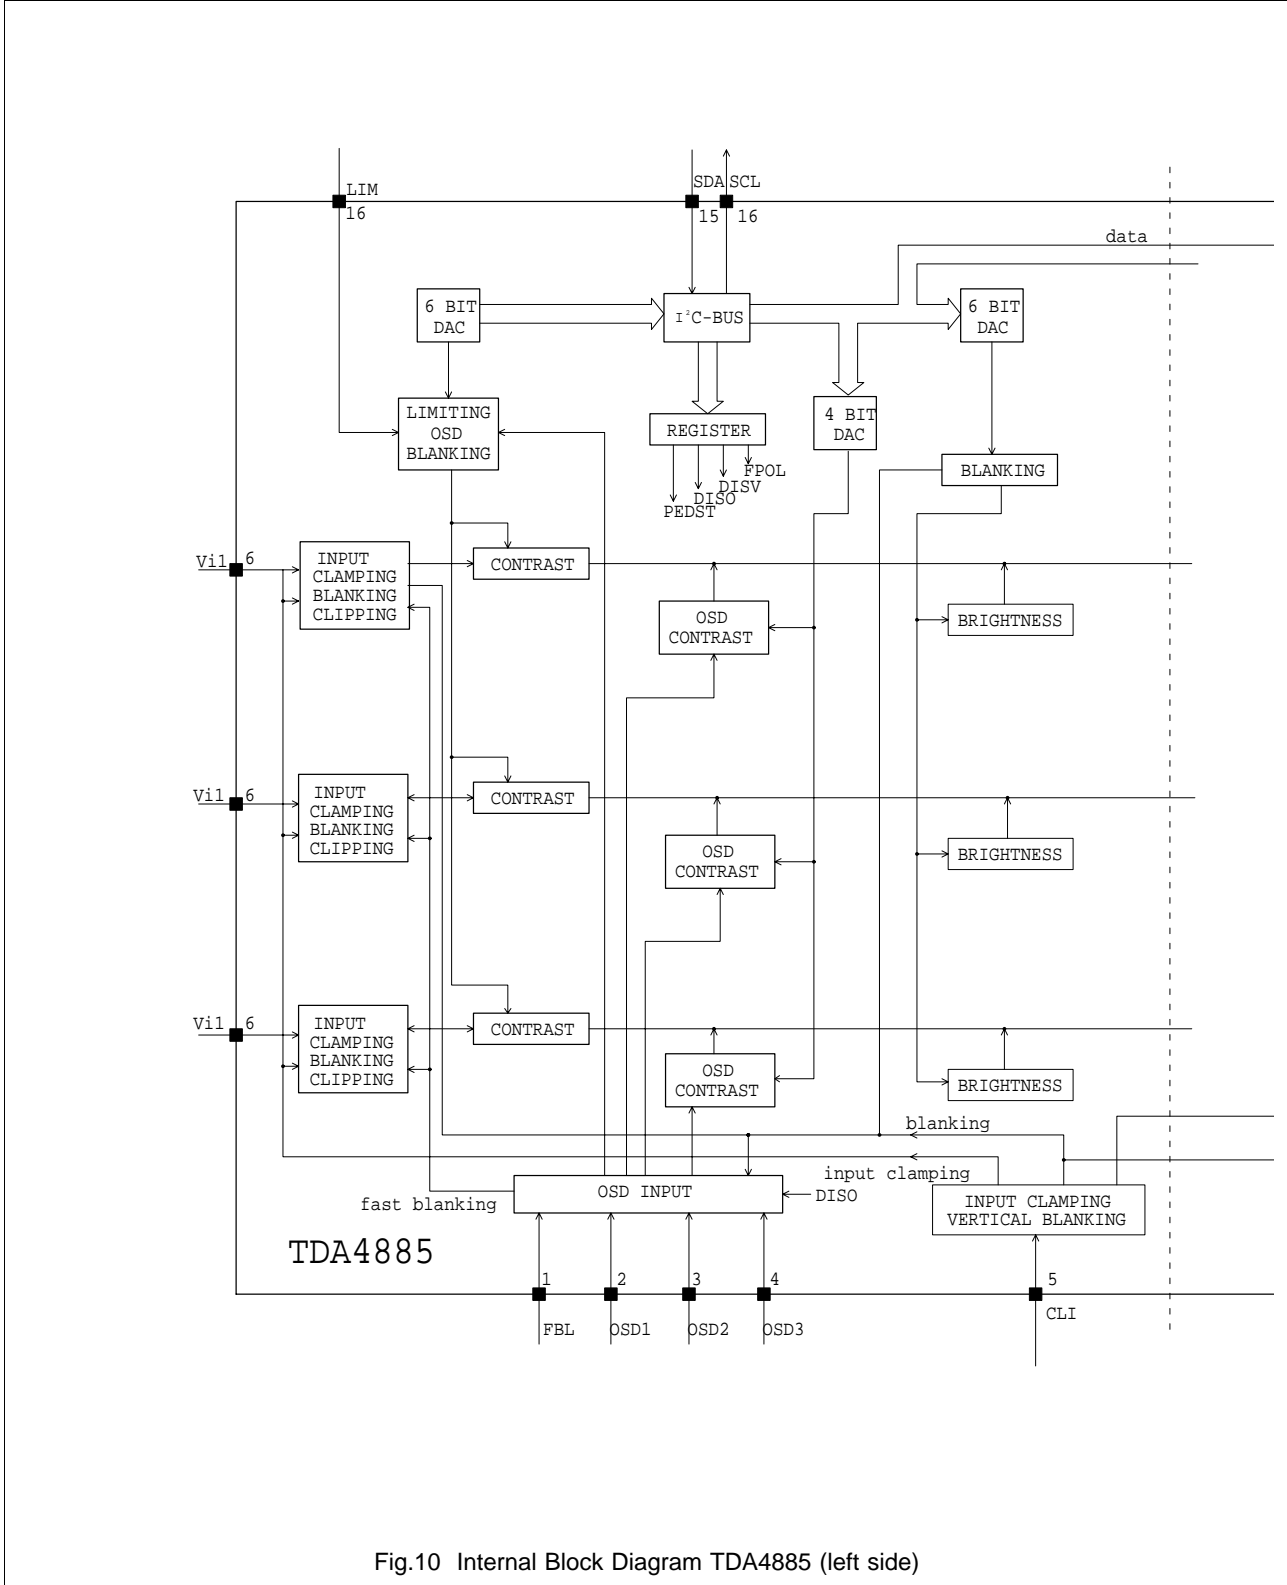 LIM
16
SDA SCL
15 16
data
6 BIT
DAC
I²C-BUS
6 BIT
DAC
LIMITING
OSD
BLANKING
REGISTER
4 BIT
DAC
FPOL
DISV
DISO
PEDST
BLANKING
Vi1 6
INPUT
CLAMPING
BLANKING
CLIPPING
CONTRAST
OSD
CONTRAST
BRIGHTNESS
Vi1 6
INPUT
CLAMPING
BLANKING
CLIPPING
CONTRAST
OSD
CONTRAST
BRIGHTNESS
Vi1 6
INPUT
CLAMPING
BLANKING
CLIPPING
CONTRAST
OSD
CONTRAST
BRIGHTNESS
blanking
input clamping
fast blanking
OSD INPUT
DISO
INPUT CLAMPING
VERTICAL BLANKING
TDA4885
1 2 3 4 5
FBL OSD1 OSD2 OSD3 CLI
Fig.10 Internal Block Diagram TDA4885 (left side)